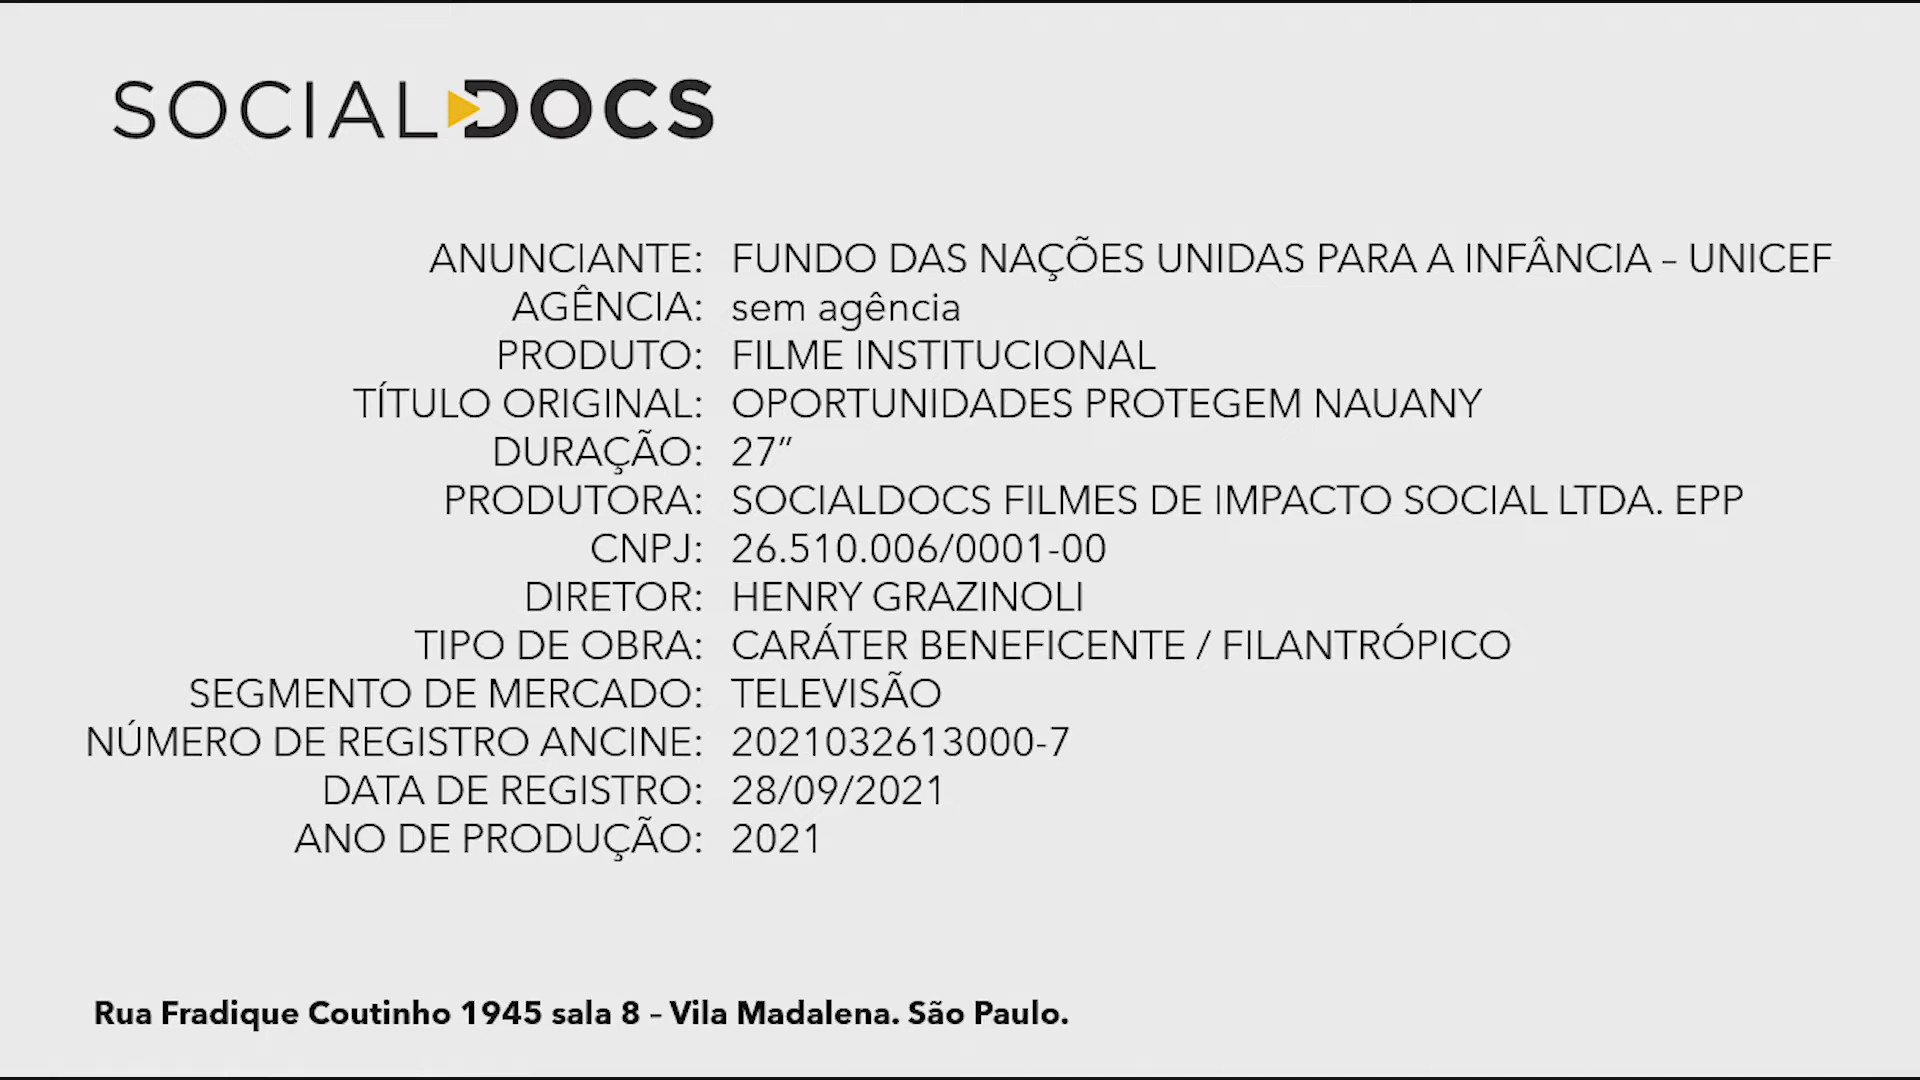 SOCIALDOCS
ANUNCIANTE: FUNDO DAS NAÇÕES UNIDAS PARA A INFÂNCIA – UNICEF
AGÊNCIA: sem agência
PRODUTO: FILME INSTITUCIONAL
TÍTULO ORIGINAL: OPORTUNIDADES PROTEGEM NAUANY
DURAÇÃO: 27”
PRODUTORA: SOCIALDOCS FILMES DE IMPACTO SOCIAL LTDA. EPP
CNPJ: 26.510.006/0001-00
DIRETOR: HENRY GRAZINOLI
TIPO DE OBRA: CARÁTER BENEFICENTE / FILANTRÓPICO
SEGMENTO DE MERCADO: TELEVISÃO
NÚMERO DE REGISTRO ANCINE: 2021032613000-7
DATA DE REGISTRO: 28/09/2021
ANO DE PRODUÇÃO: 2021
Rua Fradique Coutinho 1945 sala 8 – Vila Madalena. São Paulo.